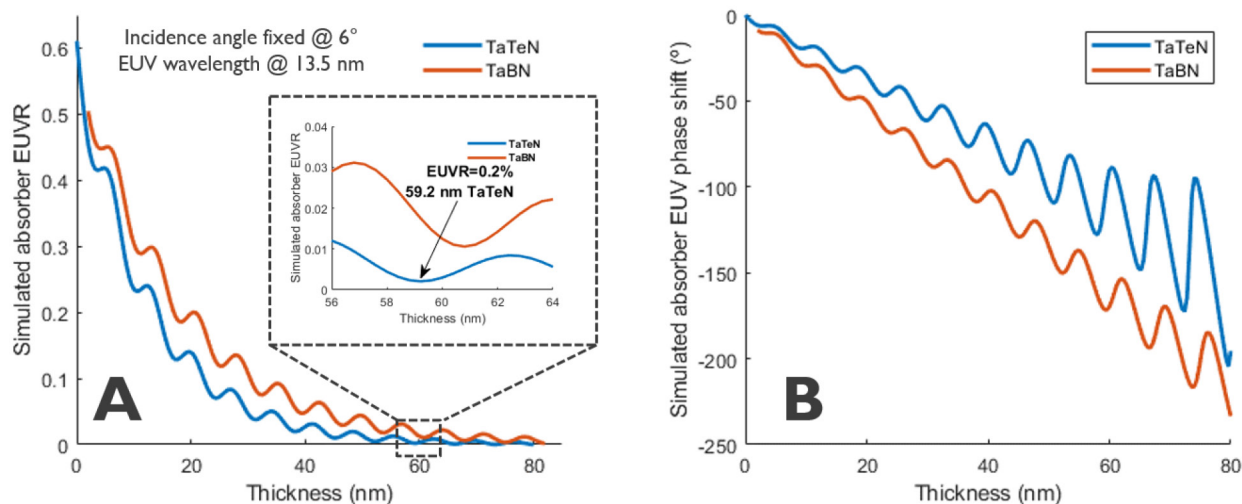 Incidence angle fixed @ 6°
EUV wavelength @ 13.5 nm
TaTeN
TaBN
Simulated absorber EUVR
0.6
0.5
0.4
0.3
0.2
0.1
0
0
20
40
60
80
Thickness (nm)
A
Simulated absorber EUVR
0.04
0.03
0.02
0.01
0
56
58
60
62
64
Thickness (nm)
TaTeN
TaBN
EUVR=0.2%
59.2 nm TaTeN
Simulated absorber EUV phase shift (°)
0
-50
-100
-150
-200
-250
0
20
40
60
80
Thickness (nm)
TaTeN
TaBN
B